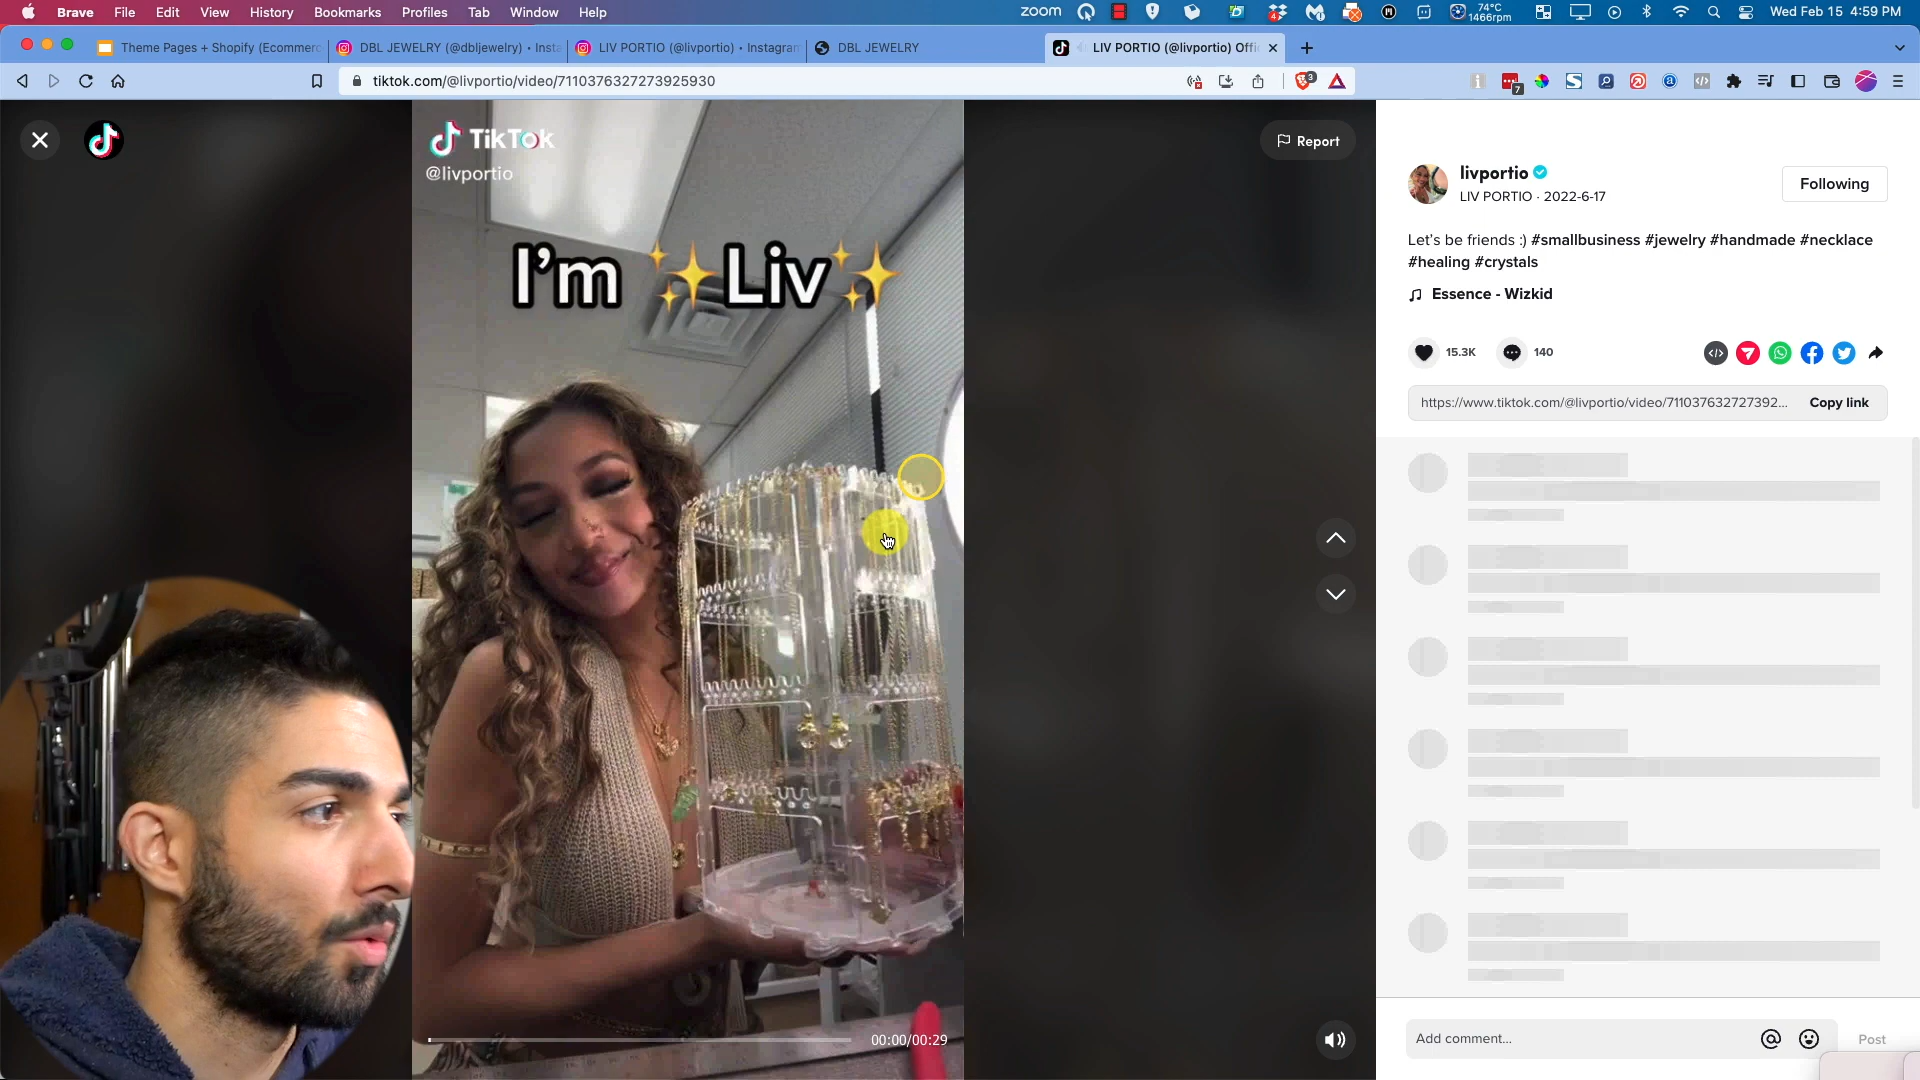 Brave File Edit View History Bookmarks Profiles Tab Window Help zoom 74°C 1466rpm Wed Feb 15 4:59 PM
Theme Pages + Shopify (Ecommerc DBL JEWELRY (@dbljewelry) • Insta LIV PORTIO (@livportio) • Instagram DBL JEWELRY LIV PORTIO (@livportio) Offi
tiktok.com/@livportio/video/7110376327273925930
TikTok
@livportio
Report
I'm ✨Liv✨
livportio
LIV PORTIO · 2022-6-17
Following
Let's be friends :) #smallbusiness #jewelry #handmade #necklace
#healing #crystals
Essence - Wizkid
15.3K 140
https://www.tiktok.com/@livportio/video/711037632727392... Copy link
00:00/00:29
Add comment... Post